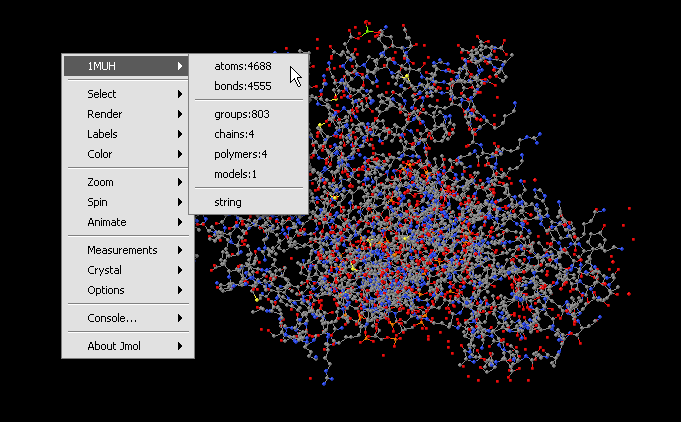 1MUH
Select
Render
Labels
Color
Zoom
Spin
Animate
Measurements
Crystal
Options
Console...
About Jmol
atoms:4688
bonds:4555
groups:803
chains:4
polymers:4
models:1
string